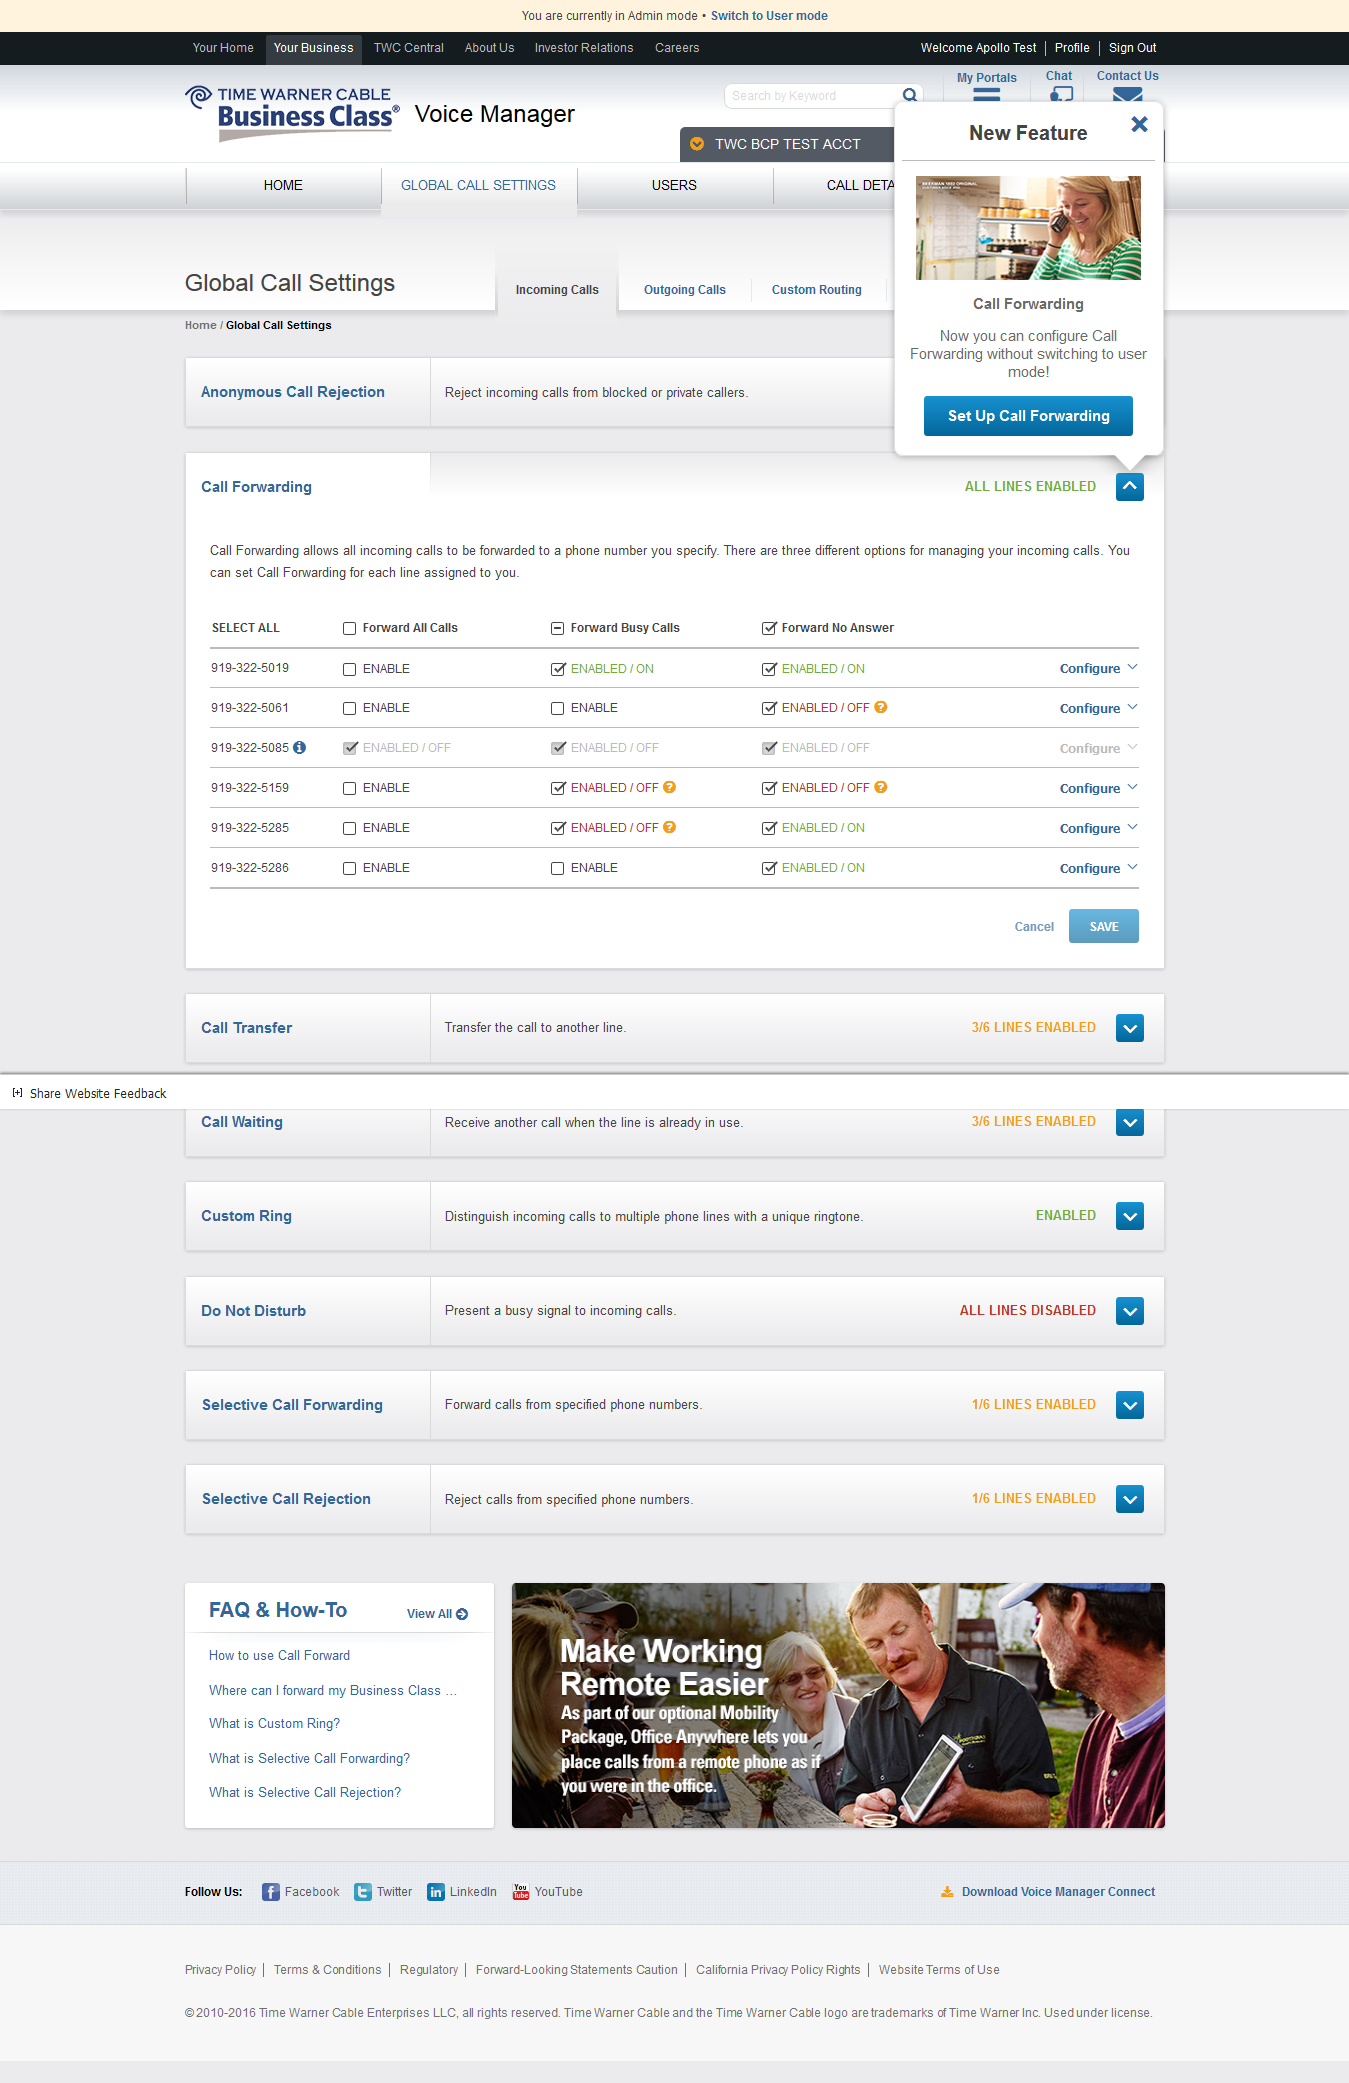 You are currently in Admin mode • Switch to User mode
Your Home Your Business TWC Central About Us Investor Relations Careers Welcome Apollo Test Profile Sign Out
TIME WARNER CABLE
Business Class®
Voice Manager
Search by Keyword
My Portals Chat Contact Us
TWC BCP TEST ACCT
HOME GLOBAL CALL SETTINGS USERS CALL DETA
New Feature
Call Forwarding
Now you can configure Call
Forwarding without switching to user
mode!
Set Up Call Forwarding
Global Call Settings
Incoming Calls Outgoing Calls Custom Routing
Home / Global Call Settings
Anonymous Call Rejection Reject incoming calls from blocked or private callers.
Call Forwarding ALL LINES ENABLED
Call Forwarding allows all incoming calls to be forwarded to a phone number you specify. There are three different options for managing your incoming calls. You
can set Call Forwarding for each line assigned to you.
SELECT ALL Forward All Calls Forward Busy Calls Forward No Answer
919-322-5019 ENABLE ENABLED / ON ENABLED / ON Configure
919-322-5061 ENABLE ENABLE ENABLED / OFF ? Configure
919-322-5085 ENABLED / OFF ENABLED / OFF ENABLED / OFF Configure
919-322-5159 ENABLE ENABLED / OFF ? ENABLED / OFF ? Configure
919-322-5285 ENABLE ENABLED / OFF ? ENABLED / ON Configure
919-322-5286 ENABLE ENABLE ENABLED / ON Configure
Cancel SAVE
Call Transfer Transfer the call to another line. 3/6 LINES ENABLED
[+] Share Website Feedback
Call Waiting Receive another call when the line is already in use. 3/6 LINES ENABLED
Custom Ring Distinguish incoming calls to multiple phone lines with a unique ringtone. ENABLED
Do Not Disturb Present a busy signal to incoming calls. ALL LINES DISABLED
Selective Call Forwarding Forward calls from specified phone numbers. 1/6 LINES ENABLED
Selective Call Rejection Reject calls from specified phone numbers. 1/6 LINES ENABLED
FAQ & How-To View All
How to use Call Forward
Where can I forward my Business Class ...
What is Custom Ring?
What is Selective Call Forwarding?
What is Selective Call Rejection?
Make Working
Remote Easier
As part of our optional Mobility
Package, Office Anywhere lets you
place calls from a remote phone as if
you were in the office.
Follow Us: Facebook Twitter LinkedIn YouTube Download Voice Manager Connect
Privacy Policy Terms & Conditions Regulatory Forward-Looking Statements Caution California Privacy Policy Rights Website Terms of Use
© 2010-2016 Time Warner Cable Enterprises LLC, all rights reserved. Time Warner Cable and the Time Warner Cable logo are trademarks of Time Warner Inc. Used under license.